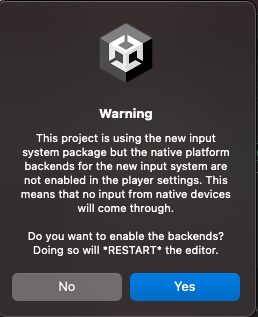 Warning
This project is using the new input
system package but the native platform
backends for the new input system are
not enabled in the player settings. This
means that no input from native devices
will come through.
Do you want to enable the backends?
Doing so will *RESTART* the editor.
No
Yes